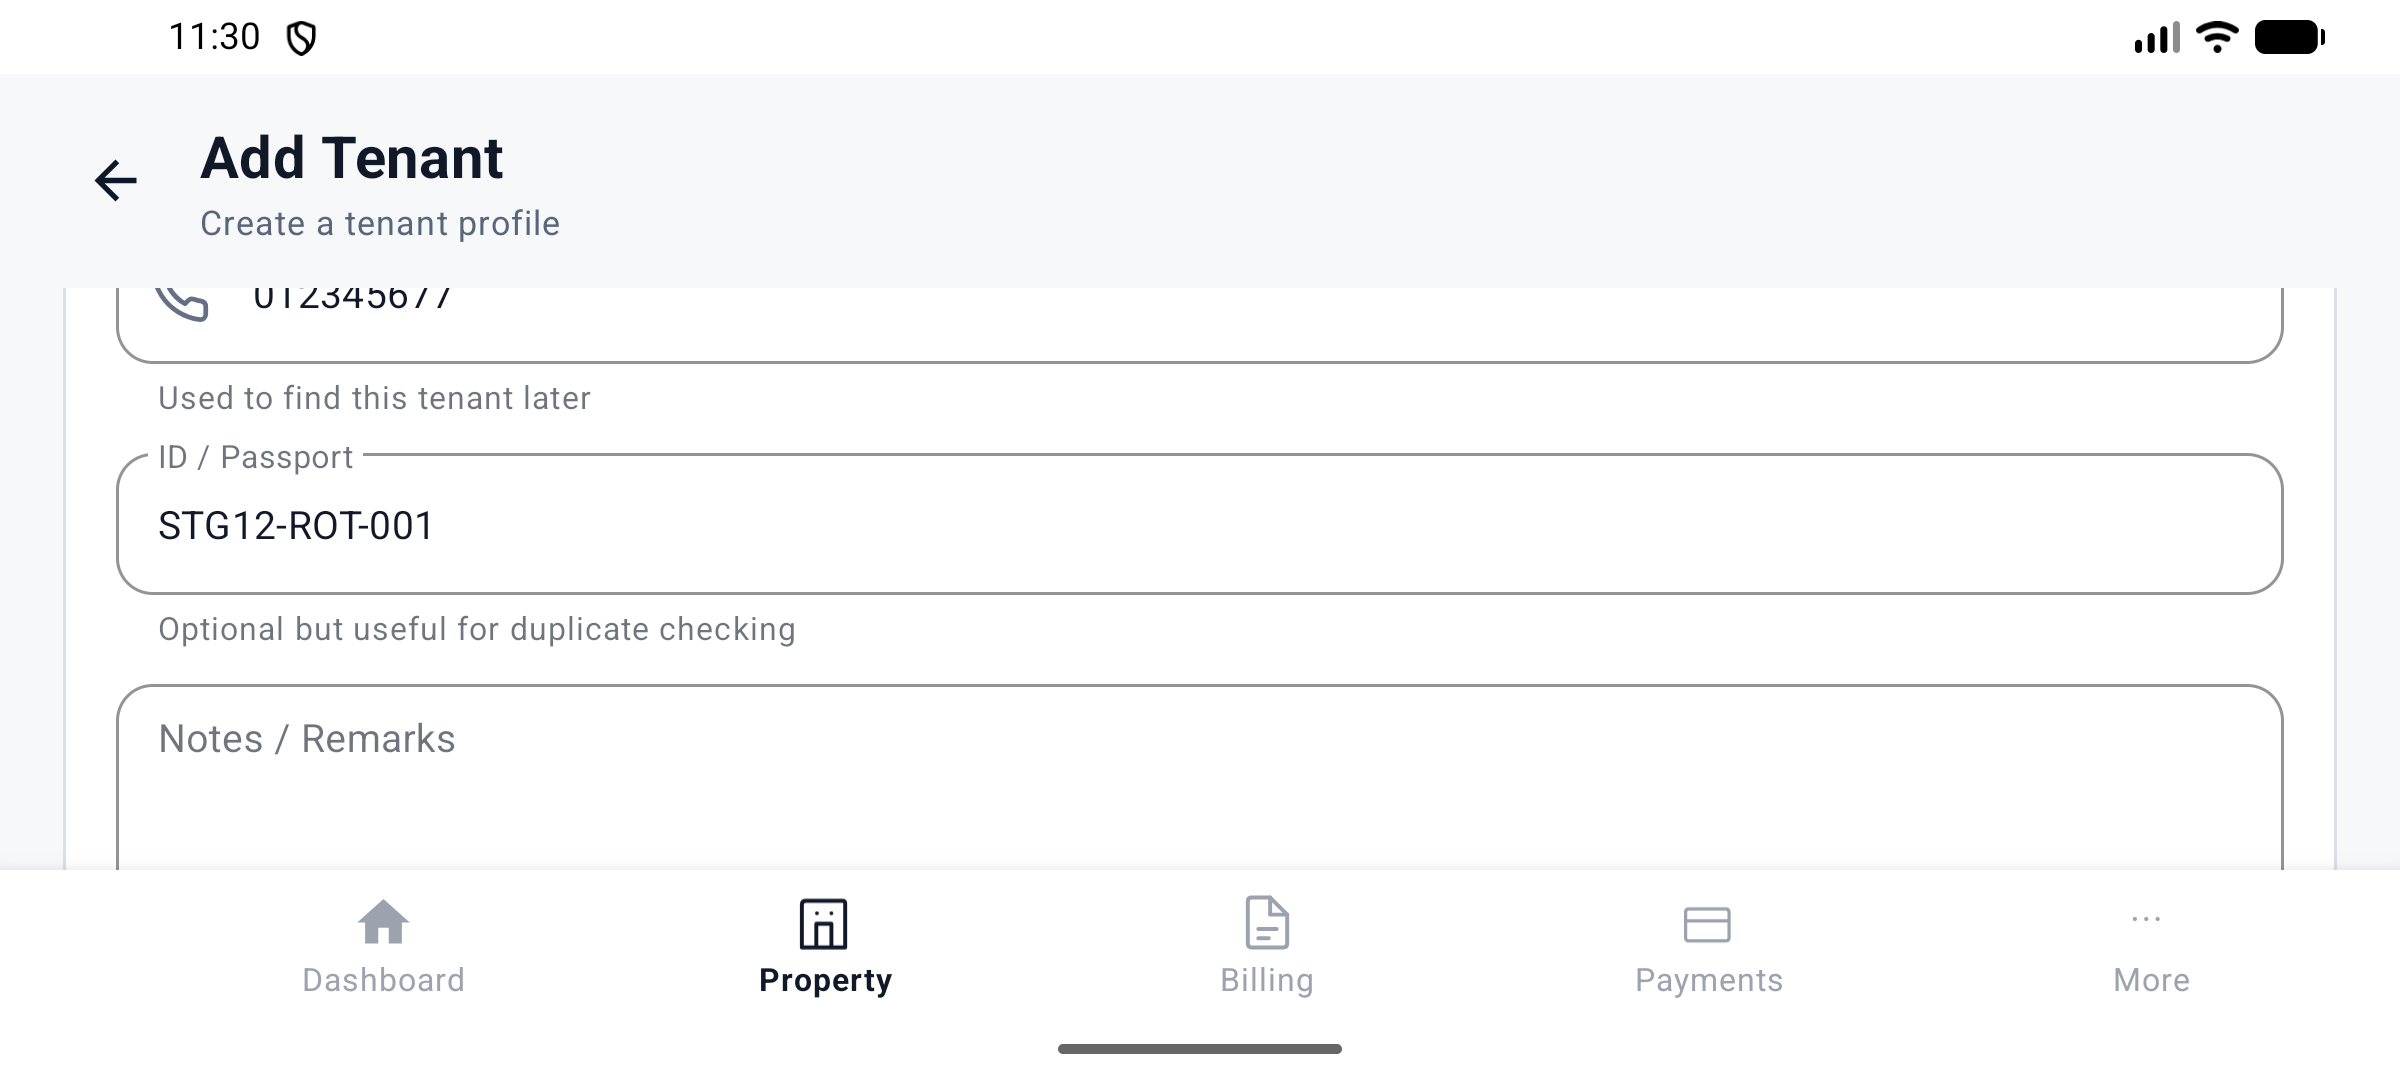 11:30
Add Tenant
Create a tenant profile
012345677
Used to find this tenant later
ID / Passport
STG12-ROT-001
Optional but useful for duplicate checking
Notes / Remarks
Dashboard
Property
Billing
Payments
More